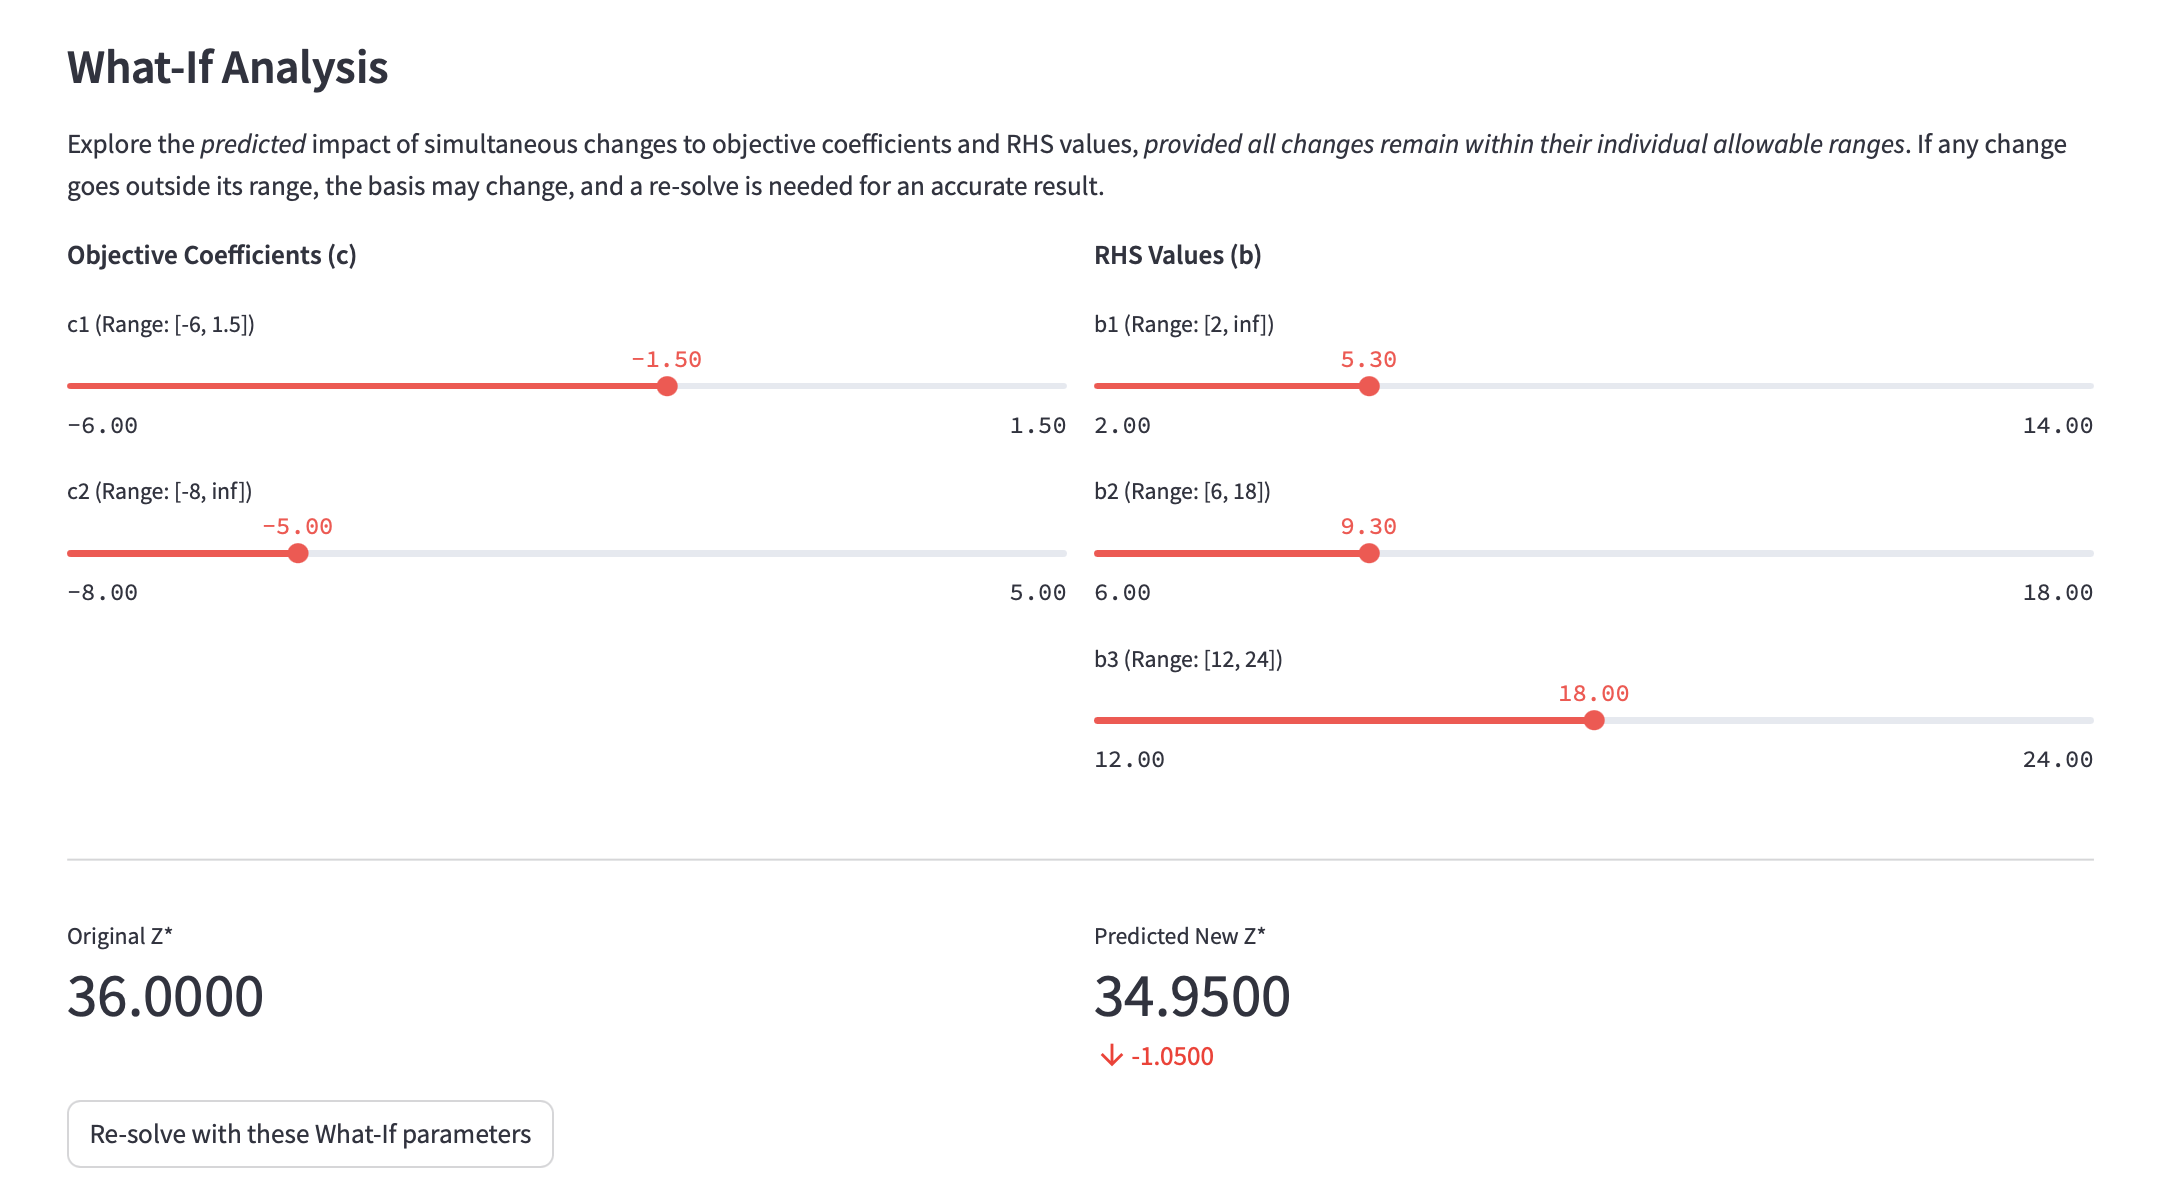 What-If Analysis
Explore the predicted impact of simultaneous changes to objective coefficients and RHS values, provided all changes remain within their individual allowable ranges. If any change
goes outside its range, the basis may change, and a re-solve is needed for an accurate result.
Objective Coefficients (c)
c1 (Range: [-6, 1.5])
−1.50
−6.00 1.50
c2 (Range: [-8, inf])
−5.00
−8.00 5.00
RHS Values (b)
b1 (Range: [2, inf])
5.30
2.00 14.00
b2 (Range: [6, 18])
9.30
6.00 18.00
b3 (Range: [12, 24])
18.00
12.00 24.00
Original Z*
36.0000
Predicted New Z*
34.9500
↓ -1.0500
Re-solve with these What-If parameters